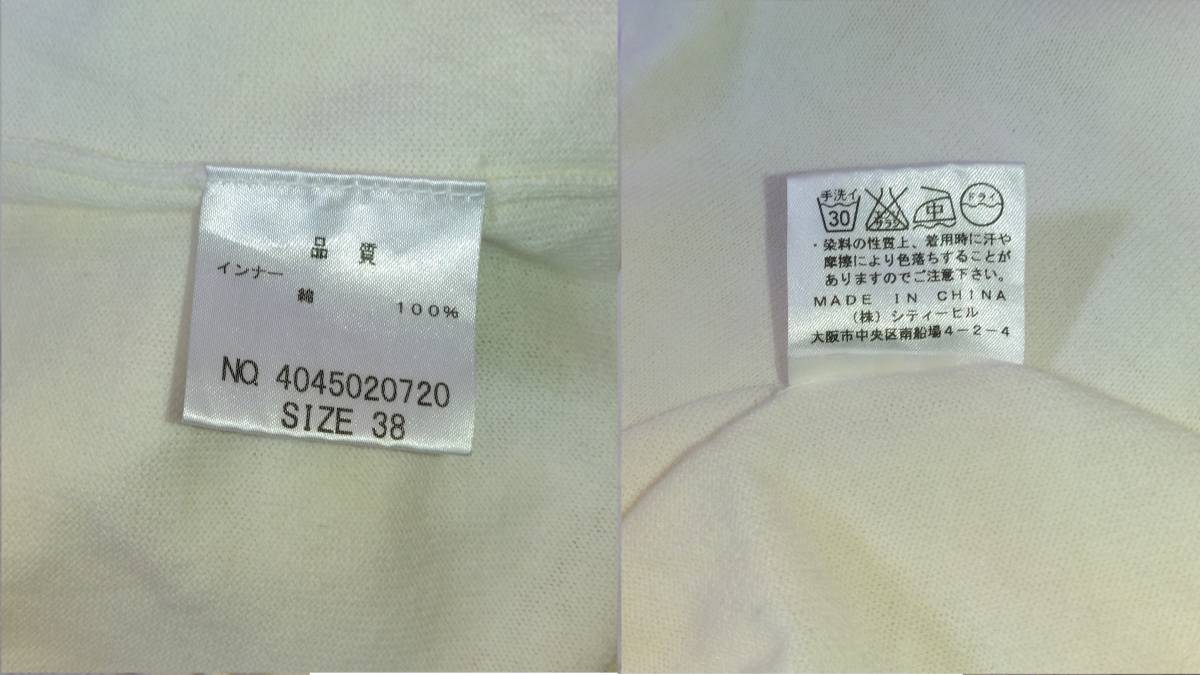 品 質
インナー
綿 100%
NO. 4045020720
SIZE 38
手洗イ
30
エンソ
サラシ
中
ドライ
・染料の性質上、着用時に汗や
摩擦により色落ちすることが
ありますのでご注意下さい。
MADE IN CHINA
(株)シティーヒル
大阪市中央区南船場4-2-4